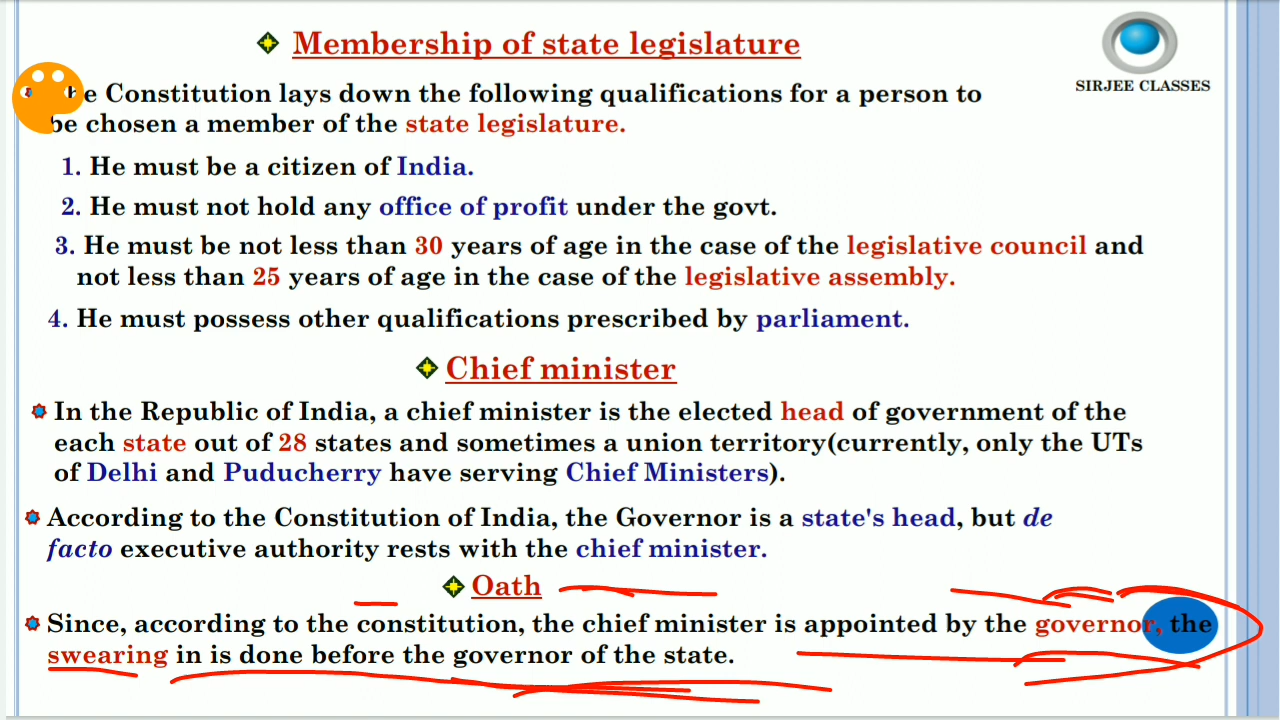 Membership of state legislature
SIRJEE CLASSES
he Constitution lays down the following qualifications for a person to
be chosen a member of the state legislature.
1. He must be a citizen of India.
2. He must not hold any office of profit under the govt.
3. He must be not less than 30 years of age in the case of the legislative council and
not less than 25 years of age in the case of the legislative assembly.
4. He must possess other qualifications prescribed by parliament.
Chief minister
In the Republic of India, a chief minister is the elected head of government of the
each state out of 28 states and sometimes a union territory(currently, only the UTs
of Delhi and Puducherry have serving Chief Ministers).
According to the Constitution of India, the Governor is a state's head, but de
facto executive authority rests with the chief minister.
Oath
Since, according to the constitution, the chief minister is appointed by the governor, the
swearing in is done before the governor of the state.